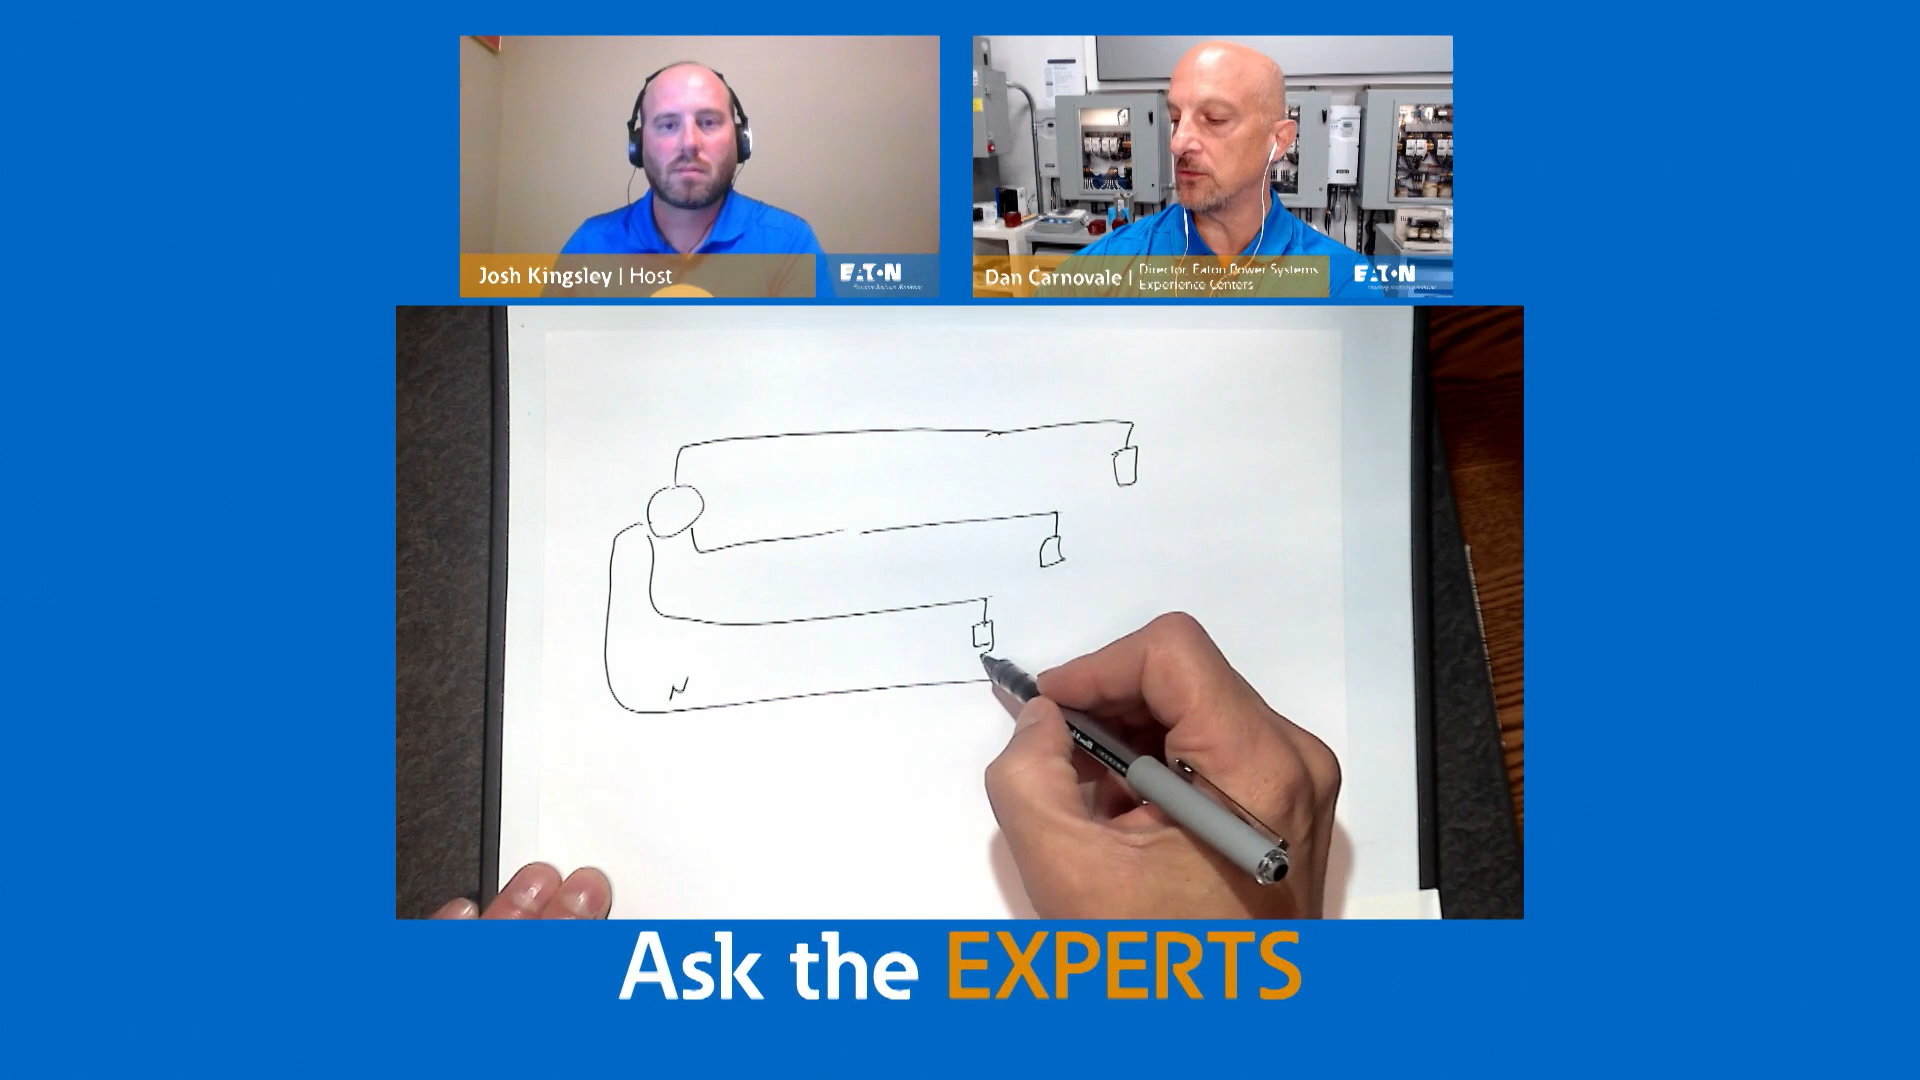 Josh Kingsley | Host
EATON
Dan Carnovale | Director, Eaton Power Systems
Experience Centers
EATON
N
Ask the EXPERTS